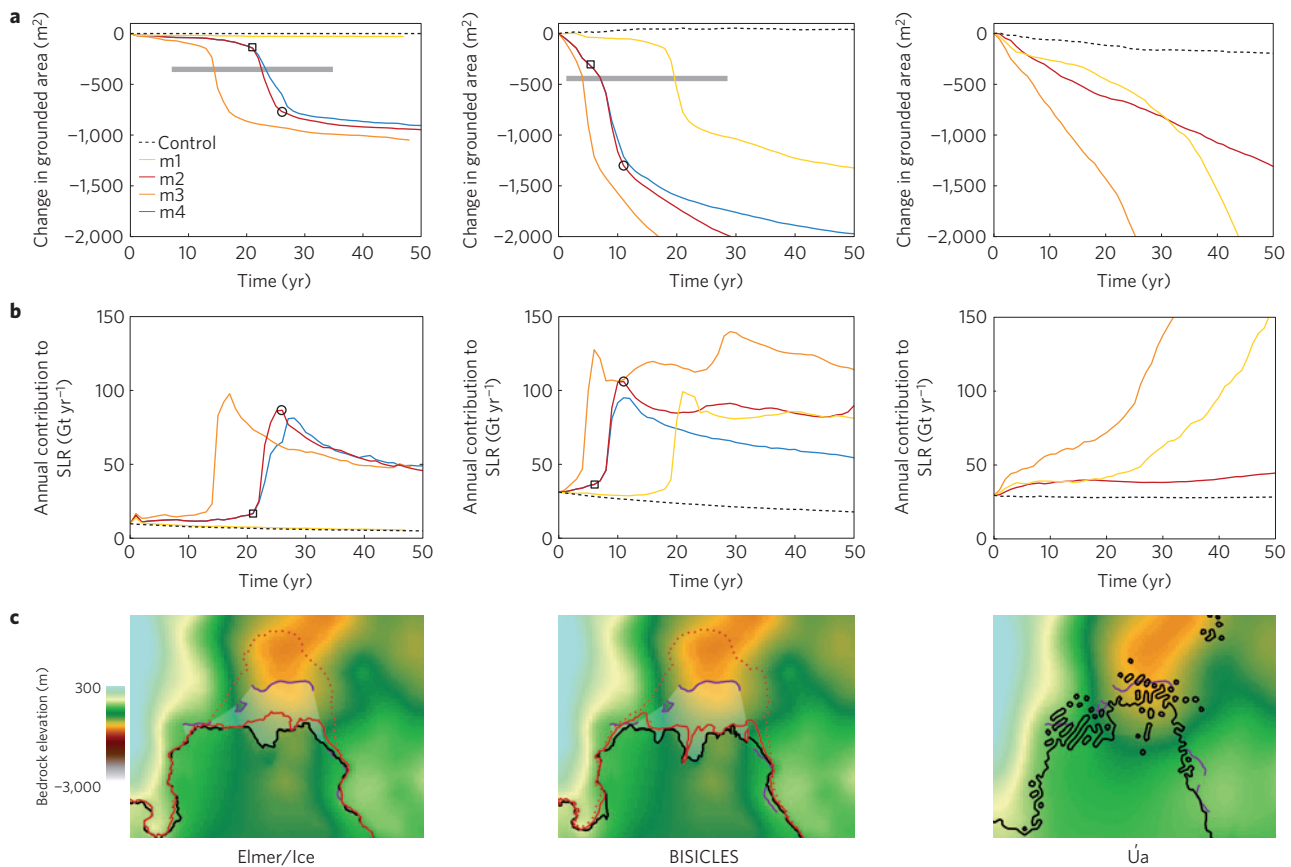 a
Change in grounded area (m²)
0
−500
−1,000
−1,500
−2,000
Control
m1
m2
m3
m4
0 10 20 30 40 50
Time (yr)
Change in grounded area (m²)
0
−500
−1,000
−1,500
−2,000
0 10 20 30 40 50
Time (yr)
Change in grounded area (m²)
0
−500
−1,000
−1,500
−2,000
0 10 20 30 40 50
Time (yr)
b
Annual contribution to
SLR (Gt yr⁻¹)
150
100
50
0
0 10 20 30 40 50
Time (yr)
Annual contribution to
SLR (Gt yr⁻¹)
150
100
50
0
0 10 20 30 40 50
Time (yr)
Annual contribution to
SLR (Gt yr⁻¹)
150
100
50
0
0 10 20 30 40 50
Time (yr)
c
Bedrock elevation (m)
300
−3,000
Elmer/Ice
BISICLES
Úa